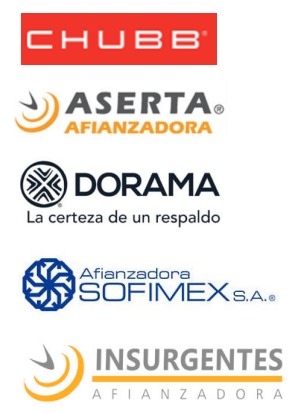 CHUBB®
ASERTA®
AFIANZADORA
DORAMA
La certeza de un respaldo
Afianzadora
SOFIMEX S.A.®
INSURGENTES
AFIANZADORA